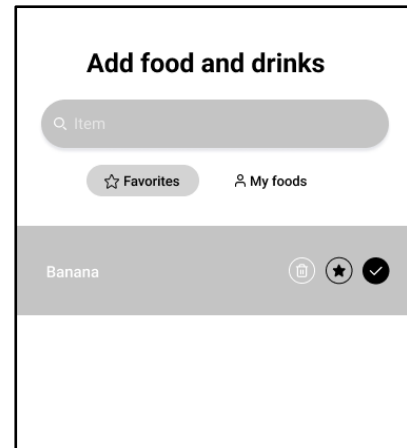 Add food and drinks
Item
Favorites
My foods
Banana